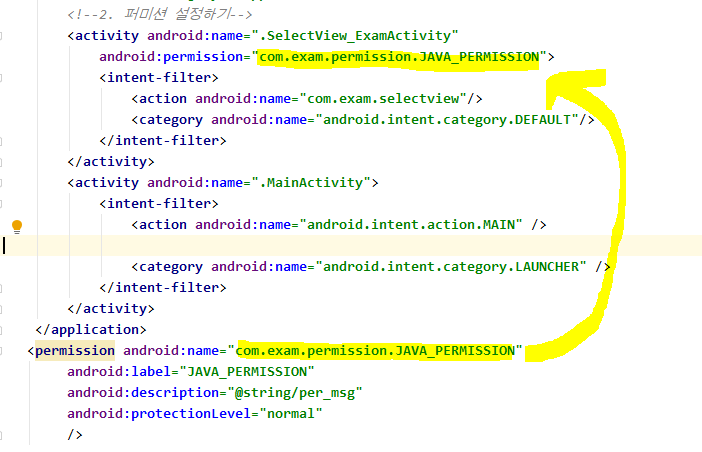 <!--2. 퍼미션 설정하기-->
<activity android:name=".SelectView_ExamActivity"
android:permission="com.exam.permission.JAVA_PERMISSION">
<intent-filter>
<action android:name="com.exam.selectview"/>
<category android:name="android.intent.category.DEFAULT"/>
</intent-filter>
</activity>
<activity android:name=".MainActivity">
<intent-filter>
<action android:name="android.intent.action.MAIN" />
<category android:name="android.intent.category.LAUNCHER" />
</intent-filter>
</activity>
</application>
<permission android:name="com.exam.permission.JAVA_PERMISSION"
android:label="JAVA_PERMISSION"
android:description="@string/per_msg"
android:protectionLevel="normal"
/>